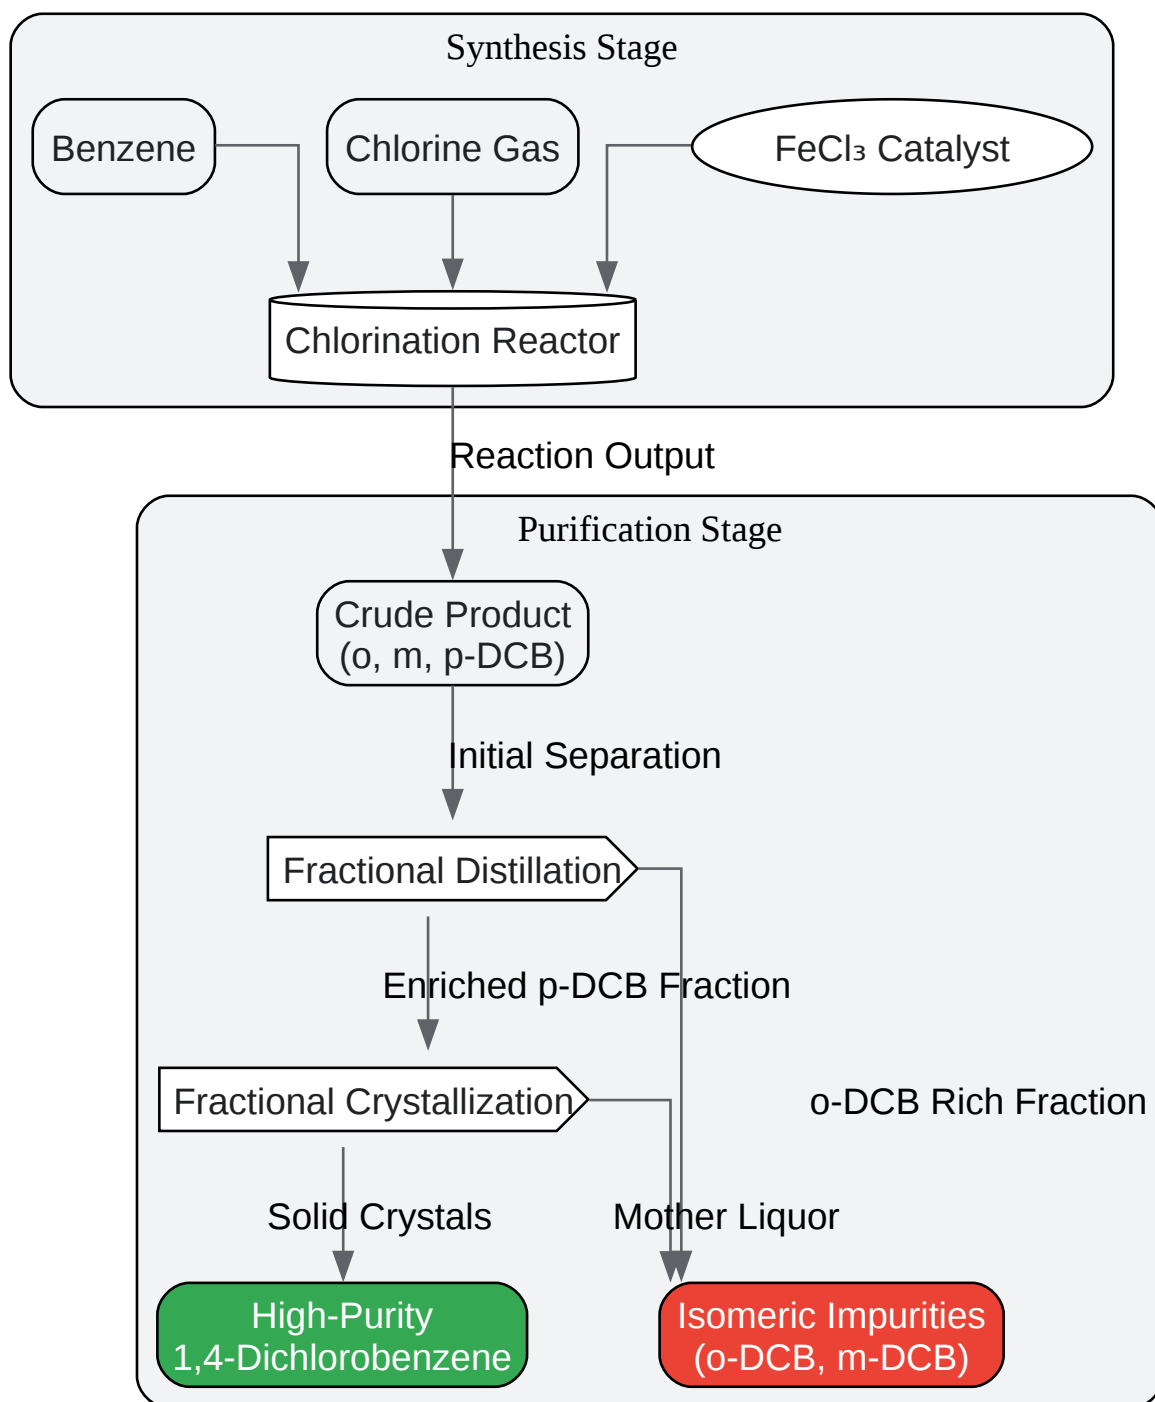 Synthesis Stage
Benzene
Chlorine Gas
FeCl₃ Catalyst
Chlorination Reactor
Reaction Output
Purification Stage
Crude Product
(o, m, p-DCB)
Initial Separation
Fractional Distillation
Enriched p-DCB Fraction
Fractional Crystallization
o-DCB Rich Fraction
Solid Crystals
Mother Liquor
High-Purity
1,4-Dichlorobenzene
Isomeric Impurities
(o-DCB, m-DCB)